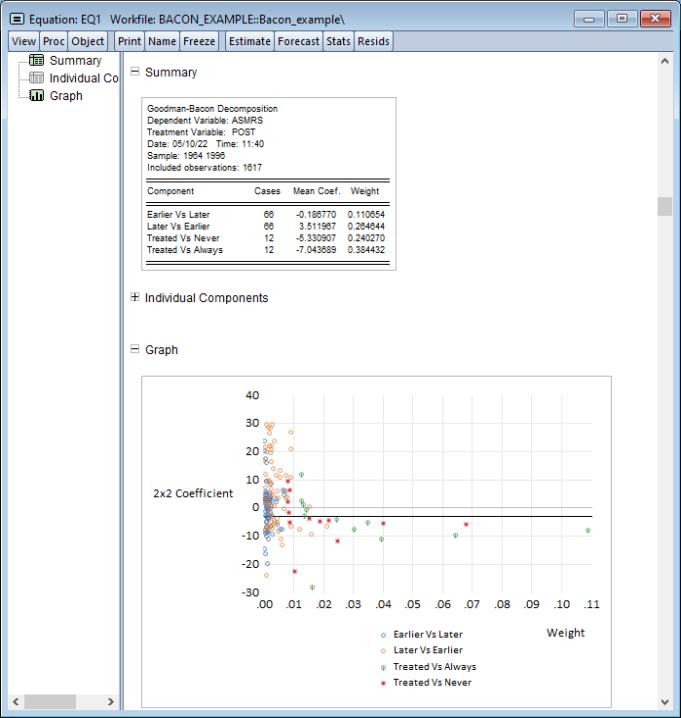 Equation: EQ1 Workfile: BACON_EXAMPLE::Bacon_example\
View Proc Object Print Name Freeze Estimate Forecast Stats Resids
Summary
Individual Co
Graph
Summary
Goodman-Bacon Decomposition
Dependent Variable: ASMRS
Treatment Variable: POST
Date: 05/10/22 Time: 11:40
Sample: 1964 1996
Included observations: 1617
Component Cases Mean Coef. Weight
Earlier Vs Later 66 -0.186770 0.110654
Later Vs Earlier 66 3.511967 0.264644
Treated Vs Never 12 -5.330907 0.240270
Treated Vs Always 12 -7.043689 0.384432
Individual Components
Graph
40
30
20
10
0
-10
-20
-30
2x2 Coefficient
.00 .01 .02 .03 .04 .05 .06 .07 .08 .09 .10 .11
Weight
Earlier Vs Later
Later Vs Earlier
Treated Vs Always
Treated Vs Never